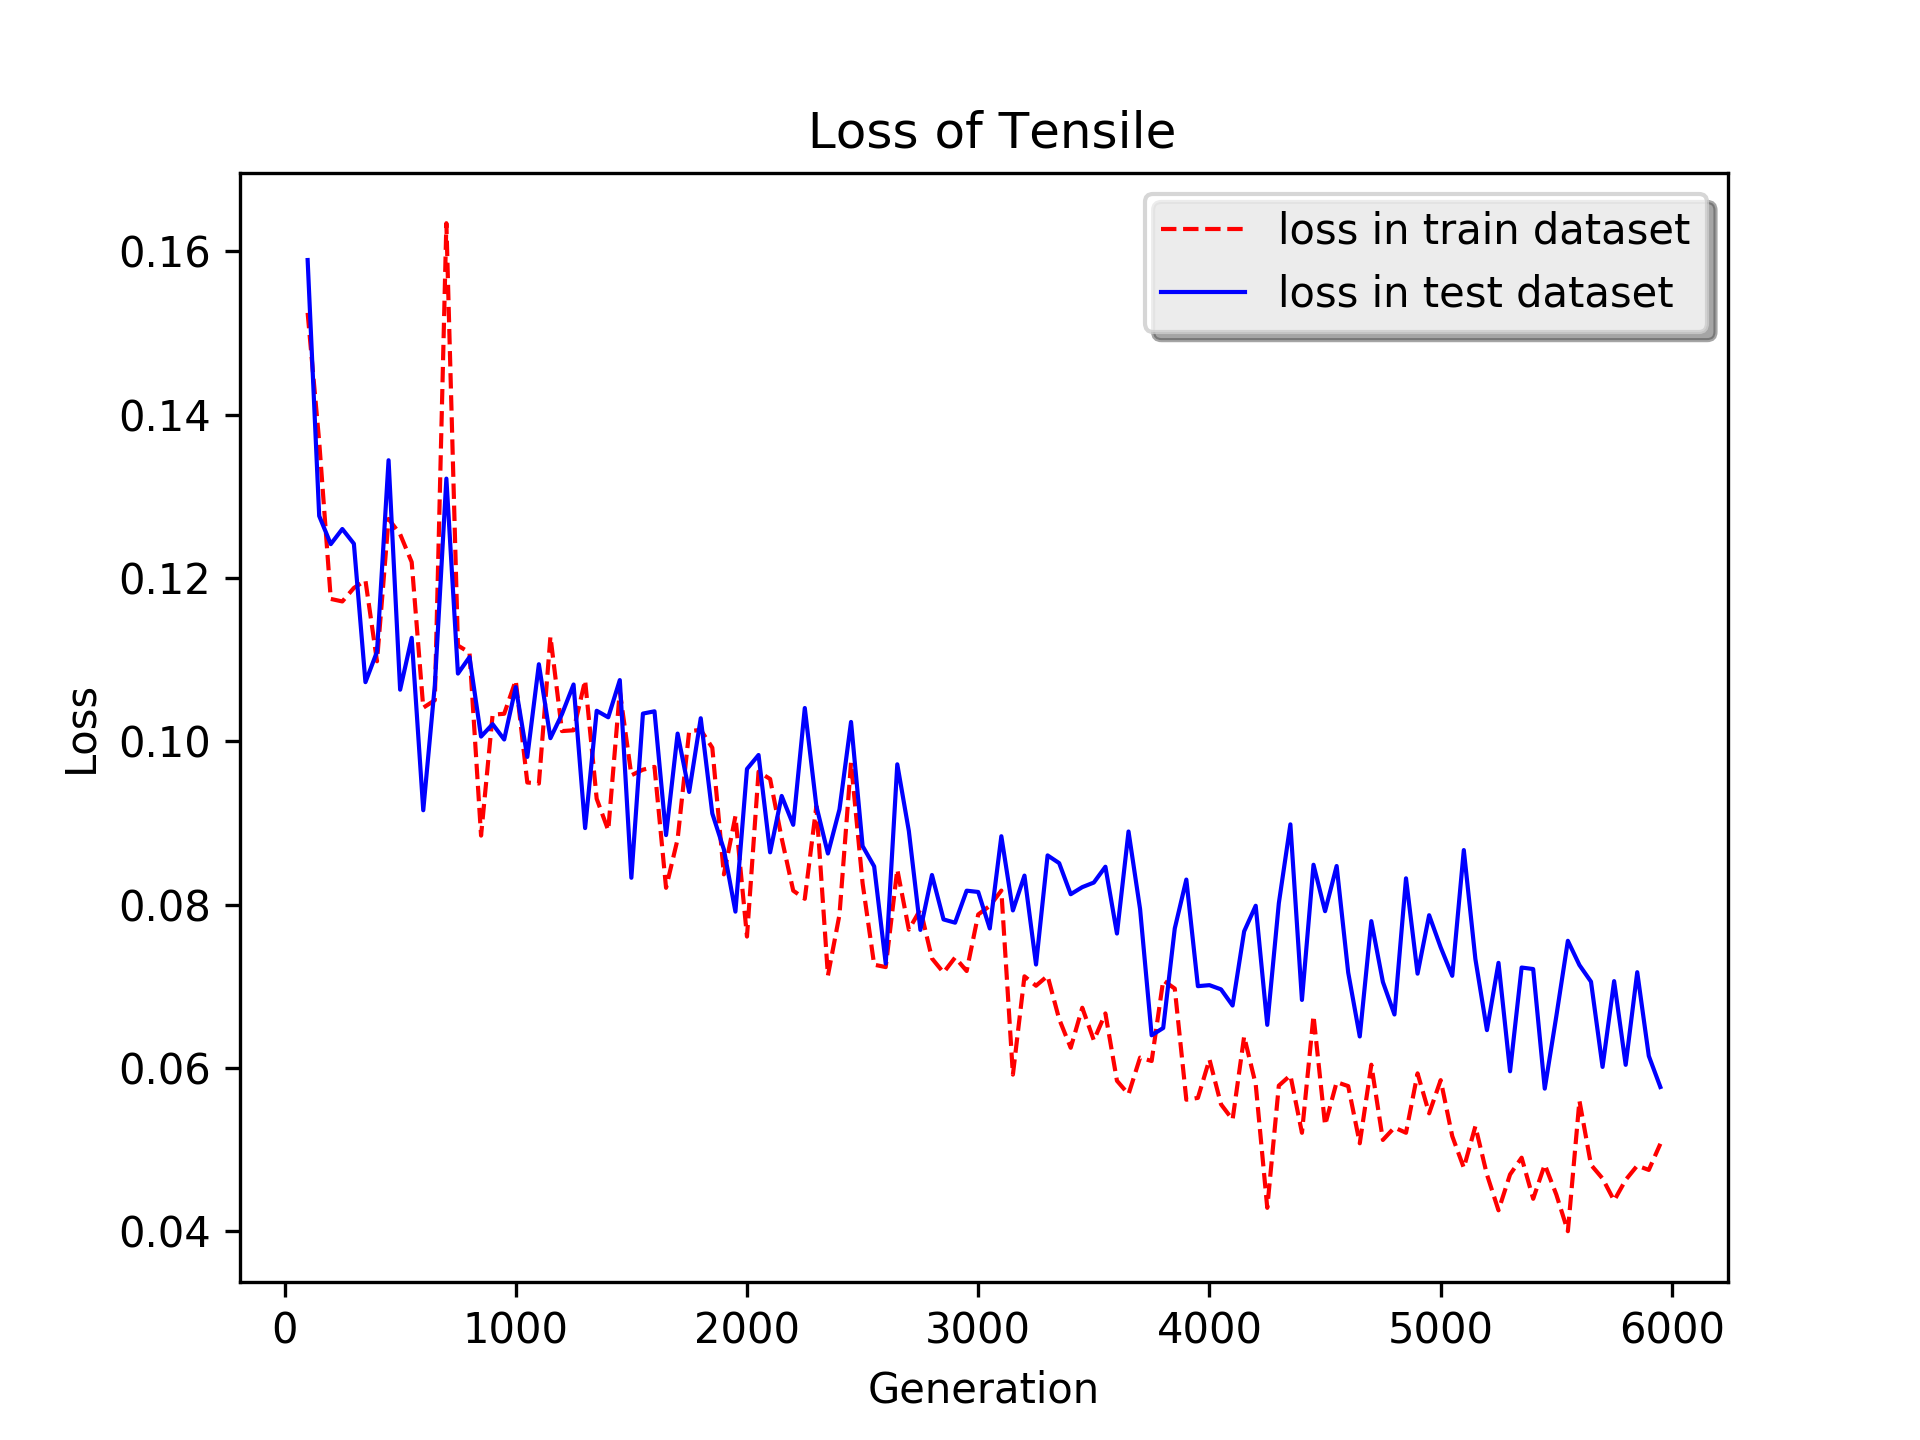 Loss of Tensile
loss in train dataset
loss in test dataset
0.16
0.14
0.12
0.10
0.08
0.06
0.04
Loss
0 1000 2000 3000 4000 5000 6000
Generation